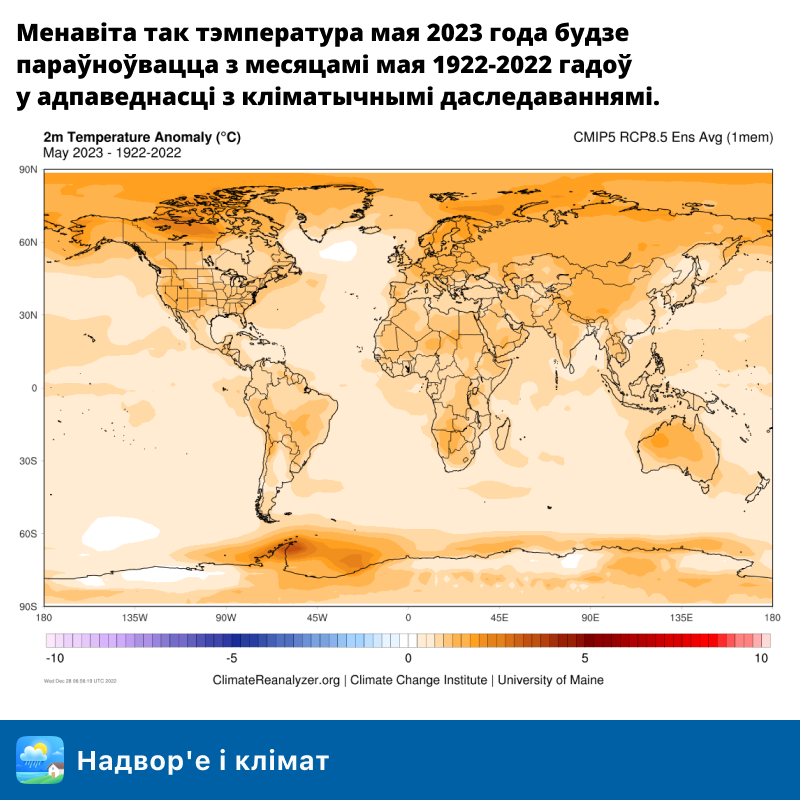 Менавіта так тэмпература мая 2023 года будзе
параўноўвацца з месяцамі мая 1922-2022 гадоў
у адпаведнасці з кліматычнымі даследаваннямі.
2m Temperature Anomaly (°C)
CMIP5 RCP8.5 Ens Avg (1mem)
May 2023 - 1922-2022
90N
60N
30N
0
30S
60S
90S
180 135W 90W 45W 0 45E 90E 135E 180
-10 -5 0 5 10
Wed Dec 28 06:56:19 UTC 2022
ClimateReanalyzer.org | Climate Change Institute | University of Maine
Надвор'е і клімат